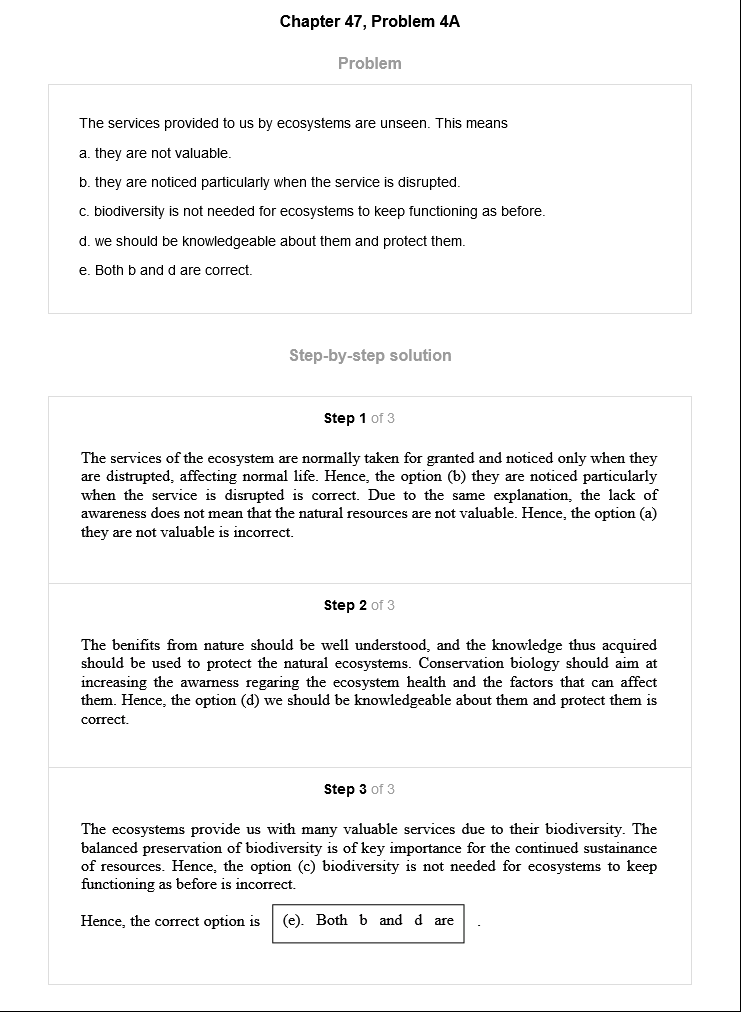 Chapter 47, Problem 4A
Problem
The services provided to us by ecosystems are unseen. This means
a. they are not valuable.
b. they are noticed particularly when the service is disrupted.
c. biodiversity is not needed for ecosystems to keep functioning as before.
d. we should be knowledgeable about them and protect them.
e. Both b and d are correct.
Step-by-step solution
Step 1 of 3
The services of the ecosystem are normally taken for granted and noticed only when they
are distrupted, affecting normal life. Hence, the option (b) they are noticed particularly
when the service is disrupted is correct. Due to the same explanation, the lack of
awareness does not mean that the natural resources are not valuable. Hence, the option (a)
they are not valuable is incorrect.
Step 2 of 3
The benifits from nature should be well understood, and the knowledge thus acquired
should be used to protect the natural ecosystems. Conservation biology should aim at
increasing the awarness regaring the ecosystem health and the factors that can affect
them. Hence, the option (d) we should be knowledgeable about them and protect them is
correct.
Step 3 of 3
The ecosystems provide us with many valuable services due to their biodiversity. The
balanced preservation of biodiversity is of key importance for the continued sustainance
of resources. Hence, the option (c) biodiversity is not needed for ecosystems to keep
functioning as before is incorrect.
Hence, the correct option is (e). Both b and d are .